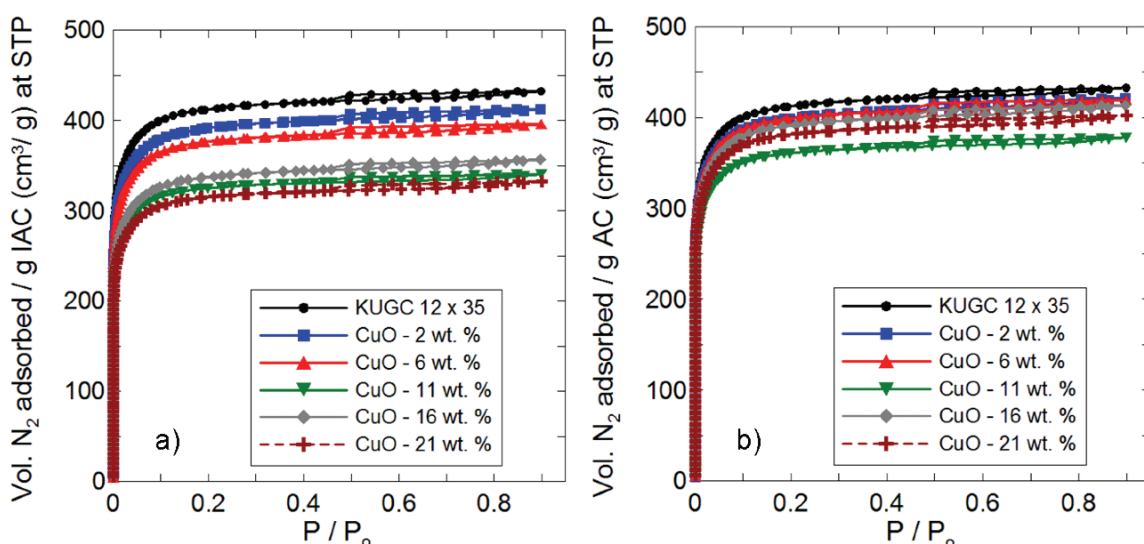 Vol. N2 adsorbed / g IAC (cm3/ g) at STP
500
400
300
200
100
0
KUGC 12 x 35
CuO - 2 wt. %
CuO - 6 wt. %
CuO - 11 wt. %
CuO - 16 wt. %
CuO - 21 wt. %
a)
0 0.2 0.4 0.6 0.8
P / Po
Vol. N2 adsorbed / g AC (cm3/ g) at STP
500
400
300
200
100
0
KUGC 12 x 35
CuO - 2 wt. %
CuO - 6 wt. %
CuO - 11 wt. %
CuO - 16 wt. %
CuO - 21 wt. %
b)
0 0.2 0.4 0.6 0.8
P / Po